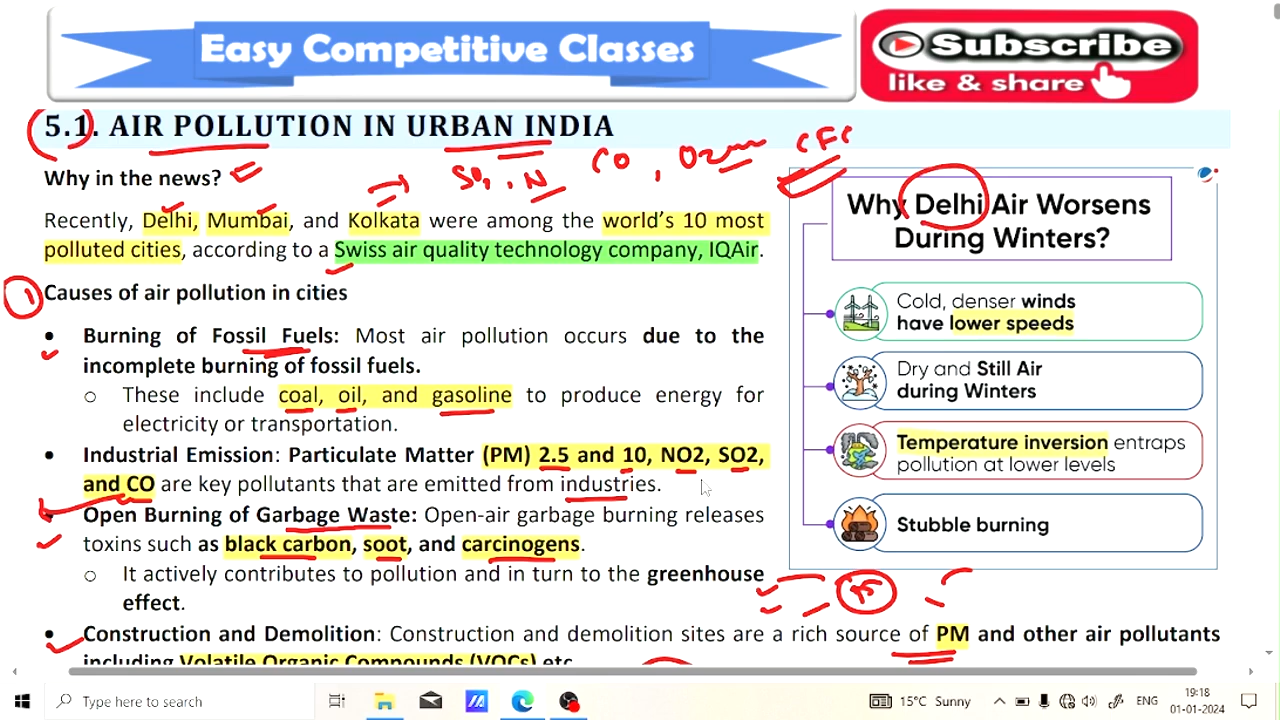 Easy Competitive Classes
Subscribe
like & share
5.1. AIR POLLUTION IN URBAN INDIA
CO
CFC
Why in the news?
Recently, Delhi, Mumbai, and Kolkata were among the world's 10 most
polluted cities, according to a Swiss air quality technology company, IQAir.
Causes of air pollution in cities
• Burning of Fossil Fuels: Most air pollution occurs due to the
incomplete burning of fossil fuels.
○ These include coal, oil, and gasoline to produce energy for
electricity or transportation.
• Industrial Emission: Particulate Matter (PM) 2.5 and 10, NO2, SO2,
and CO are key pollutants that are emitted from industries.
• Open Burning of Garbage Waste: Open-air garbage burning releases
toxins such as black carbon, soot, and carcinogens.
○ It actively contributes to pollution and in turn to the greenhouse
effect.
• Construction and Demolition: Construction and demolition sites are a rich source of PM and other air pollutants
including Volatile Organic Compounds (VOCs) etc
Why Delhi Air Worsens
During Winters?
Cold, denser winds
have lower speeds
Dry and Still Air
during Winters
Temperature inversion entraps
pollution at lower levels
Stubble burning
Type here to search
15°C Sunny
ENG
19:18
01-01-2024